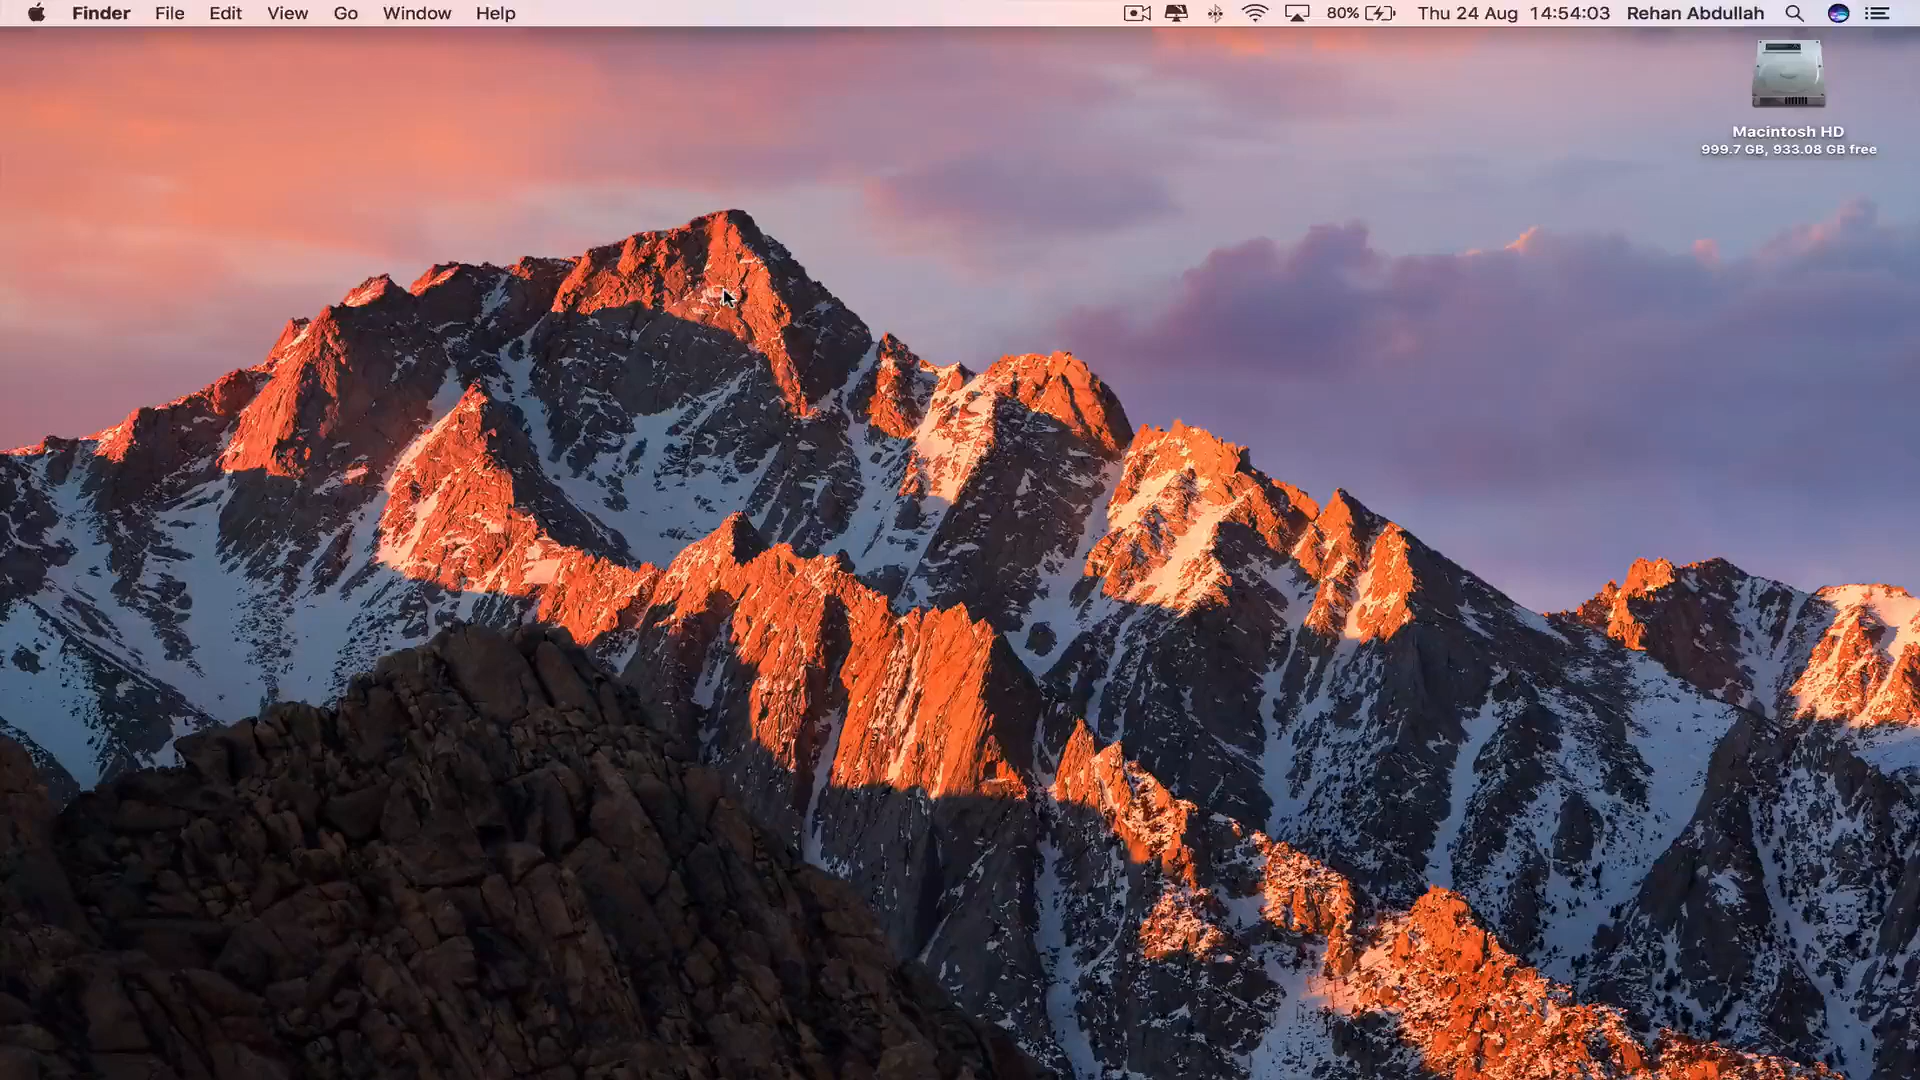 Finder File Edit View Go Window Help 80% Thu 24 Aug 14:54:03 Rehan Abdullah
Macintosh HD
999.7 GB, 933.08 GB free